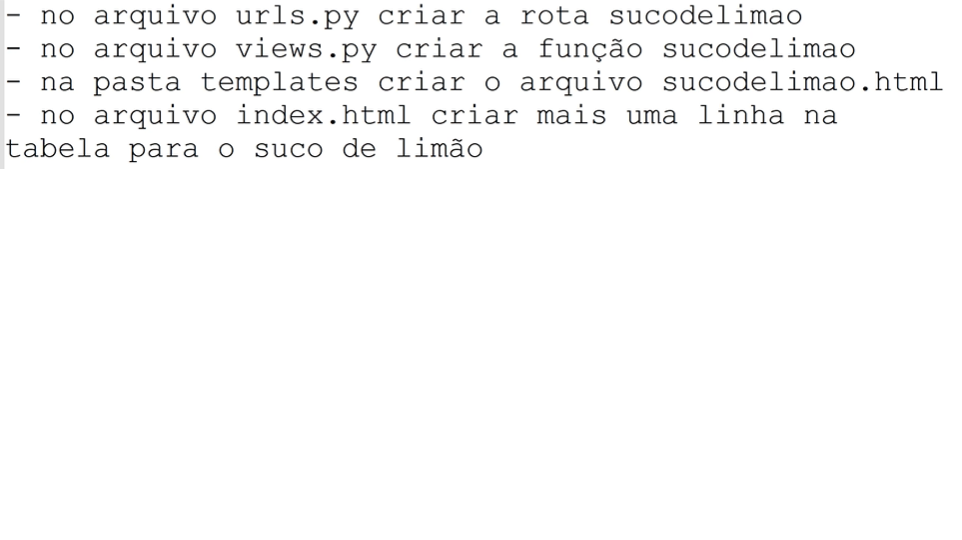 - no arquivo urls.py criar a rota sucodelimao
- no arquivo views.py criar a função sucodelimao
- na pasta templates criar o arquivo sucodelimao.html
- no arquivo index.html criar mais uma linha na
tabela para o suco de limão